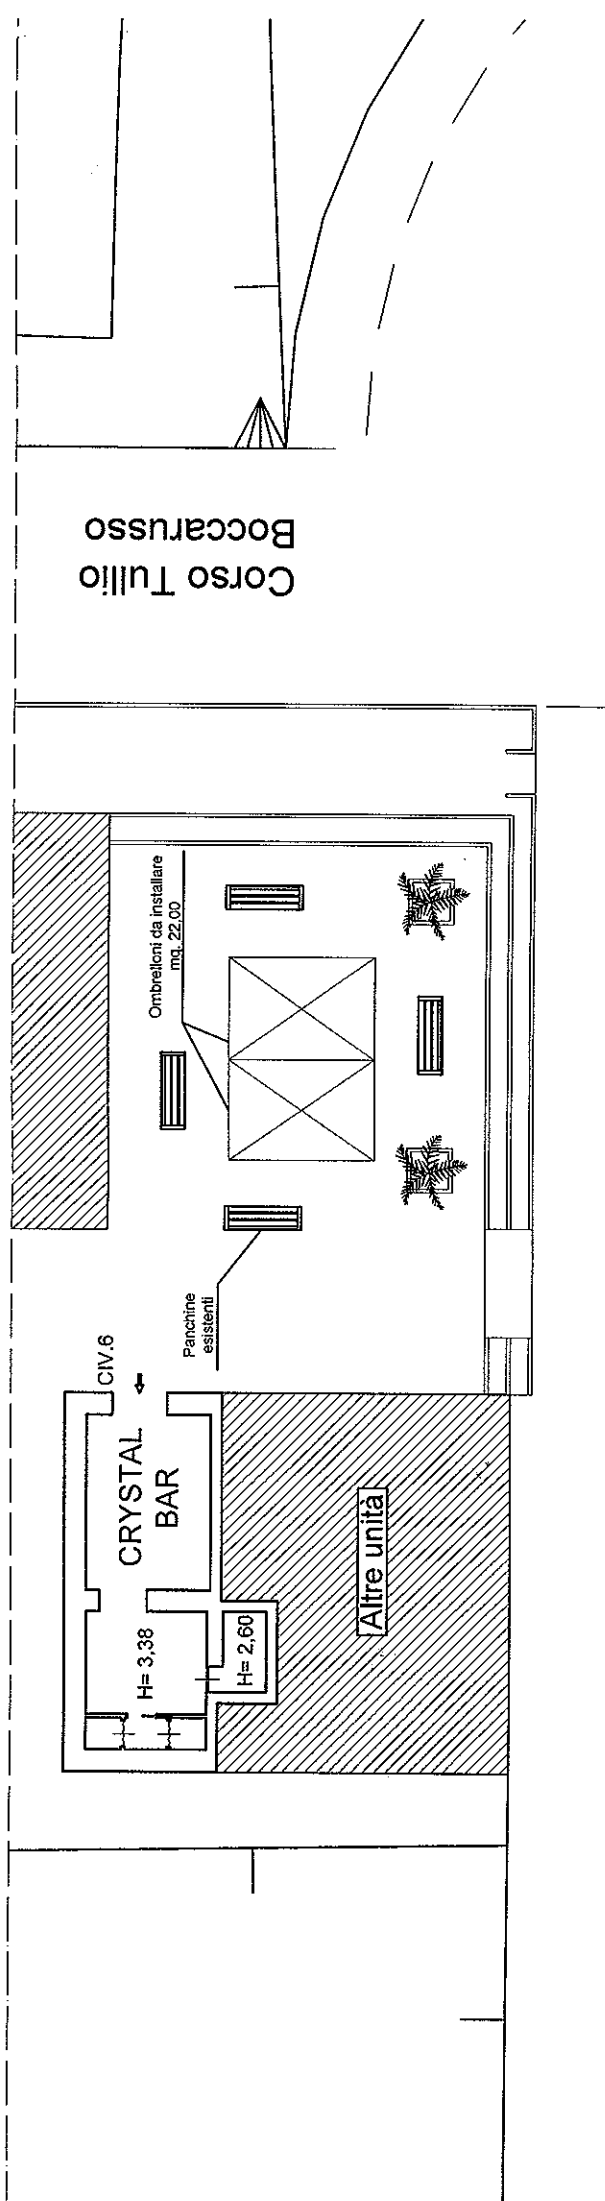 Corso Tullio
Boccarusso
Ombrelloni da installare
mq. 22,00
Panchine
esistenti
CIV.6
CRYSTAL
BAR
H= 3,38
H= 2,60
Altre unità